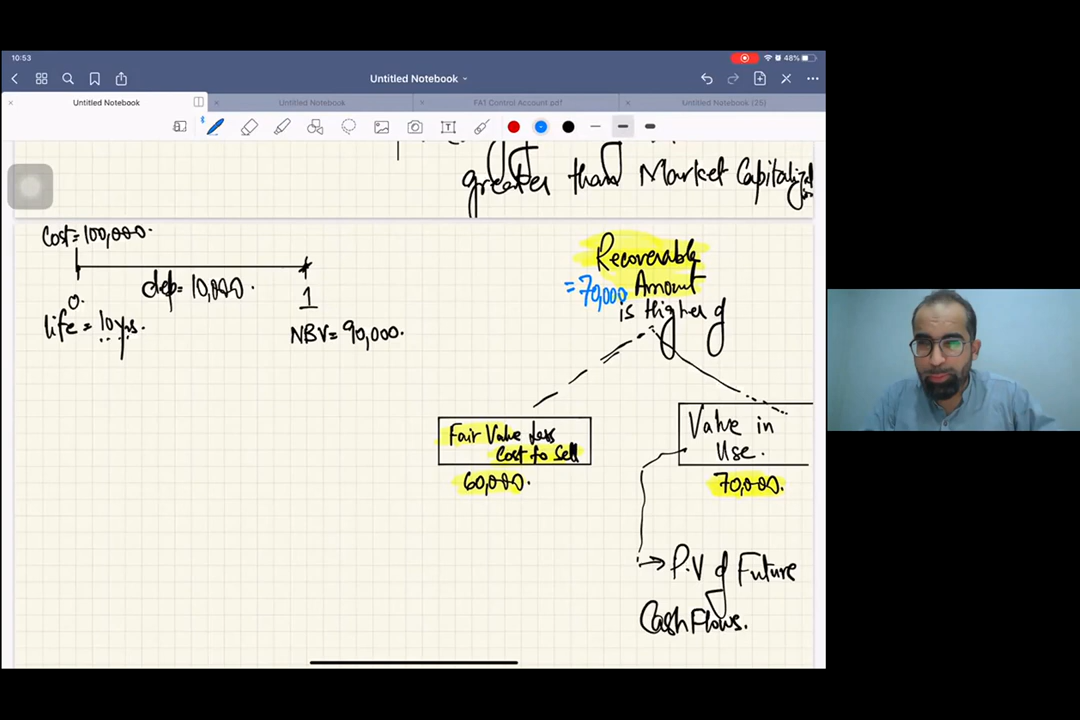 10:53
48%
Untitled Notebook
Untitled Notebook
Untitled Notebook
FA1 Control Account pdf
Untitled Notebook (25)
greater than Market Capitalization
Cost = 100,000.
dep = 10,000.
0.
1
life = 10 yrs.
NBV = 90,000.
Recoverable
Amount
= 70,000
is Higher of
Fair Value less
Cost to Sell
60,000.
Value in
Use.
70,000.
→ P.V of Future
Cash Flows.